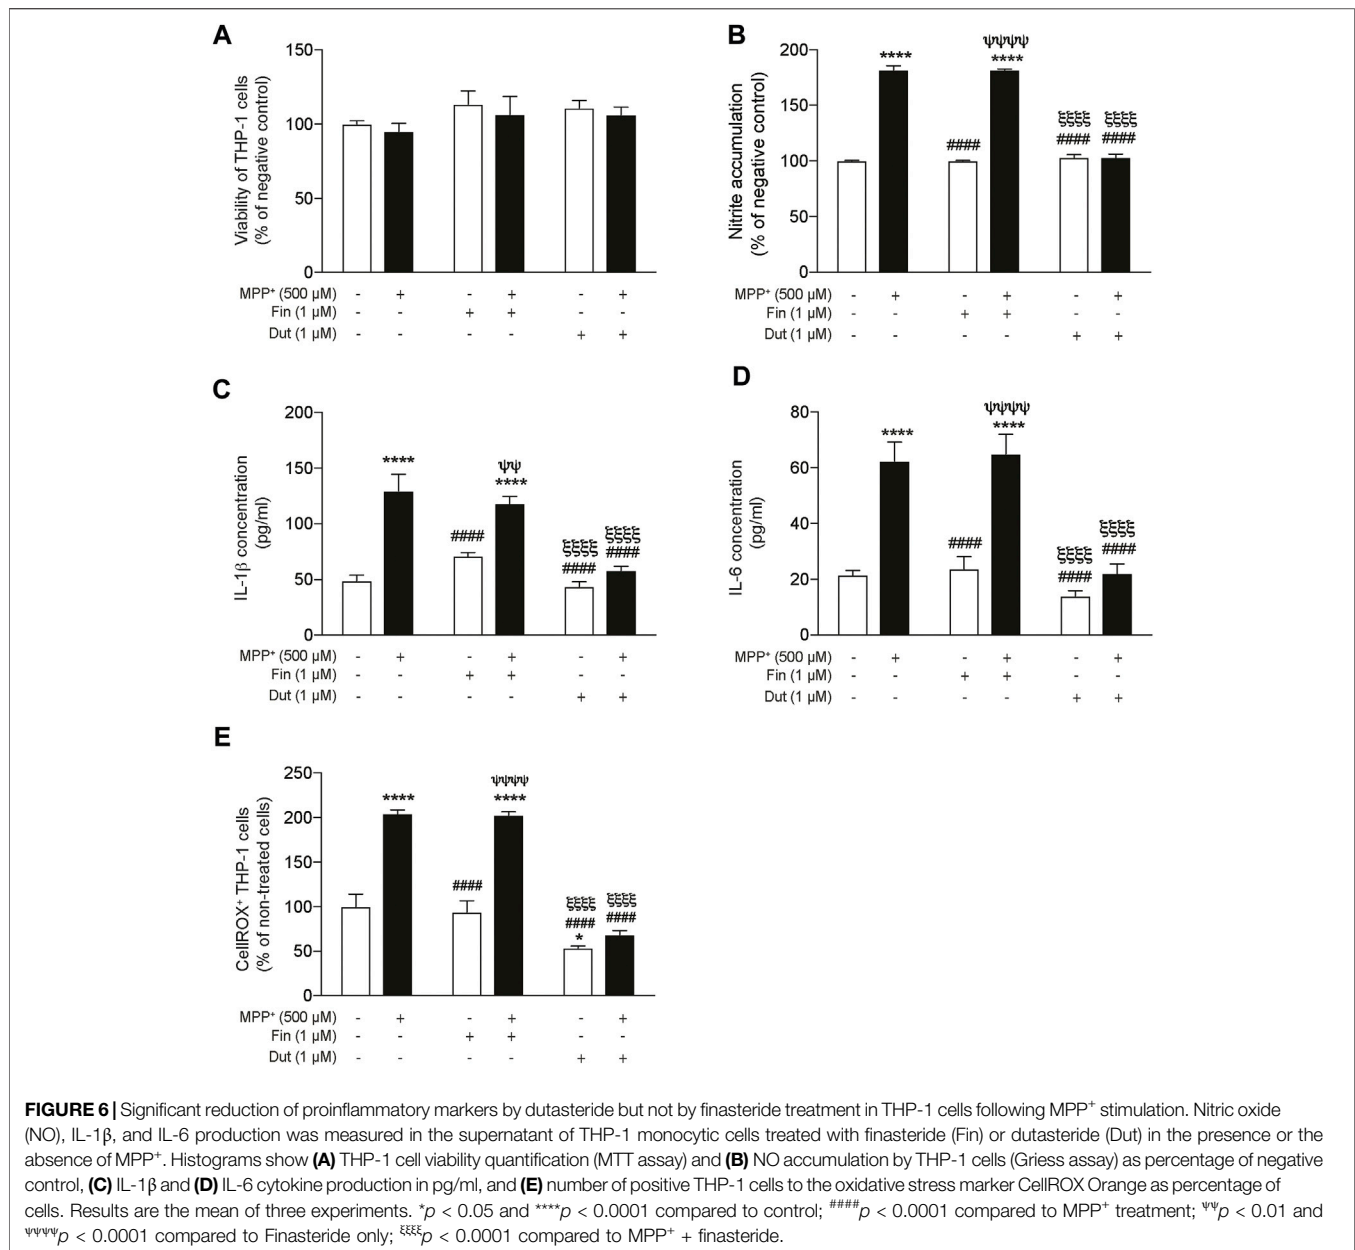 A
Viability of THP-1 cells
(% of negative control)
150
100
50
0
MPP⁺ (500 µM) - + - + - +
Fin (1 µM) - - + + - -
Dut (1 µM) - - - - + +
B
Nitrite accumulation
(% of negative control)
200
150
100
50
0
ψψψψ
**** ****
ξξξξ ξξξξ
#### #### ####
MPP⁺ (500 µM) - + - + - +
Fin (1 µM) - - + + - -
Dut (1 µM) - - - - + +
C
IL-1β concentration
(pg/ml)
200
150
100
50
0
****
ψψ
****
####
ξξξξ ξξξξ
#### ####
MPP⁺ (500 µM) - + - + - +
Fin (1 µM) - - + + - -
Dut (1 µM) - - - - + +
D
IL-6 concentration
(pg/ml)
80
60
40
20
0
ψψψψ
**** ****
####
ξξξξ ξξξξ
#### ####
MPP⁺ (500 µM) - + - + - +
Fin (1 µM) - - + + - -
Dut (1 µM) - - - - + +
E
CellROX⁺ THP-1 cells
(% of non-treated cells)
250
200
150
100
50
0
ψψψψ
**** ****
####
ξξξξ ξξξξ
#### ####
*
MPP⁺ (500 µM) - + - + - +
Fin (1 µM) - - + + - -
Dut (1 µM) - - - - + +
FIGURE 6 | Significant reduction of proinflammatory markers by dutasteride but not by finasteride treatment in THP-1 cells following MPP⁺ stimulation. Nitric oxide
(NO), IL-1β, and IL-6 production was measured in the supernatant of THP-1 monocytic cells treated with finasteride (Fin) or dutasteride (Dut) in the presence or the
absence of MPP⁺. Histograms show (A) THP-1 cell viability quantification (MTT assay) and (B) NO accumulation by THP-1 cells (Griess assay) as percentage of negative
control, (C) IL-1β and (D) IL-6 cytokine production in pg/ml, and (E) number of positive THP-1 cells to the oxidative stress marker CellROX Orange as percentage of
cells. Results are the mean of three experiments. *p < 0.05 and ****p < 0.0001 compared to control; ####p < 0.0001 compared to MPP⁺ treatment; ψψp < 0.01 and
ψψψψp < 0.0001 compared to Finasteride only; ξξξξp < 0.0001 compared to MPP⁺ + finasteride.